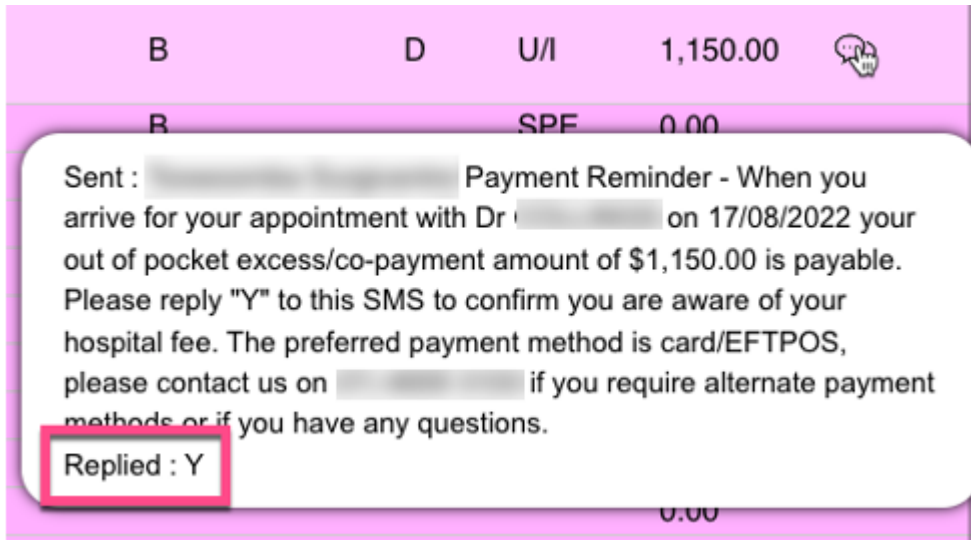 B D U/I 1,150.00
B SPE 0.00
Sent : Payment Reminder - When you
arrive for your appointment with Dr on 17/08/2022 your
out of pocket excess/co-payment amount of $1,150.00 is payable.
Please reply "Y" to this SMS to confirm you are aware of your
hospital fee. The preferred payment method is card/EFTPOS,
please contact us on if you require alternate payment
methods or if you have any questions.
Replied : Y
0.00